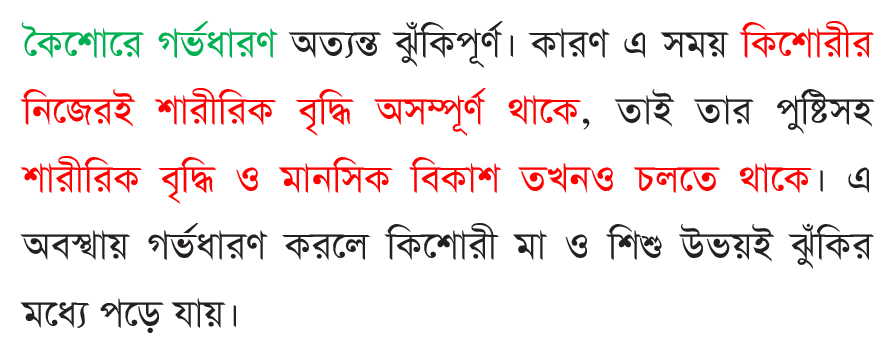 কৈশোরে গর্ভধারণ অত্যন্ত ঝুঁকিপূর্ণ। কারণ এ সময় কিশোরীর
নিজেরই শারীরিক বৃদ্ধি অসম্পূর্ণ থাকে, তাই তার পুষ্টিসহ
শারীরিক বৃদ্ধি ও মানসিক বিকাশ তখনও চলতে থাকে। এ
অবস্থায় গর্ভধারণ করলে কিশোরী মা ও শিশু উভয়ই ঝুঁকির
মধ্যে পড়ে যায়।